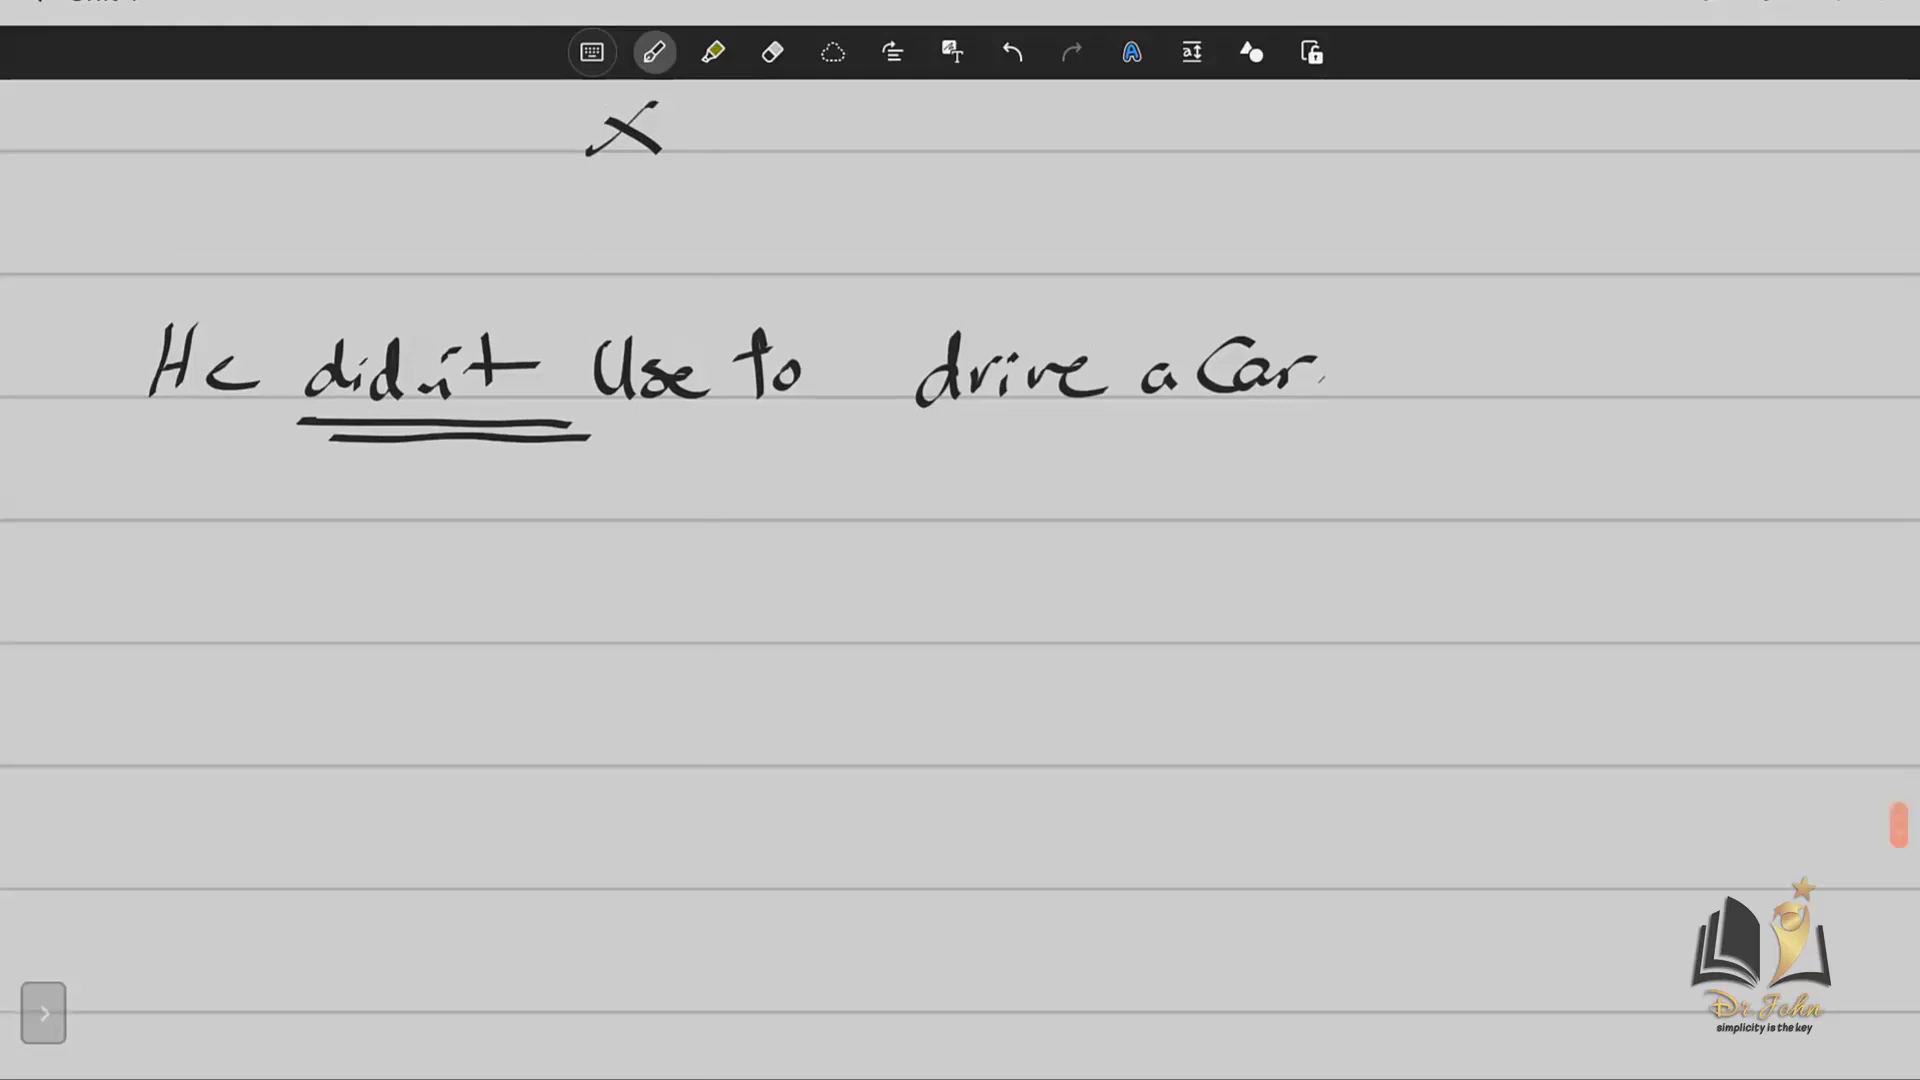 X
He didn't Use to drive a Car.
Dr John
simplicity is the key